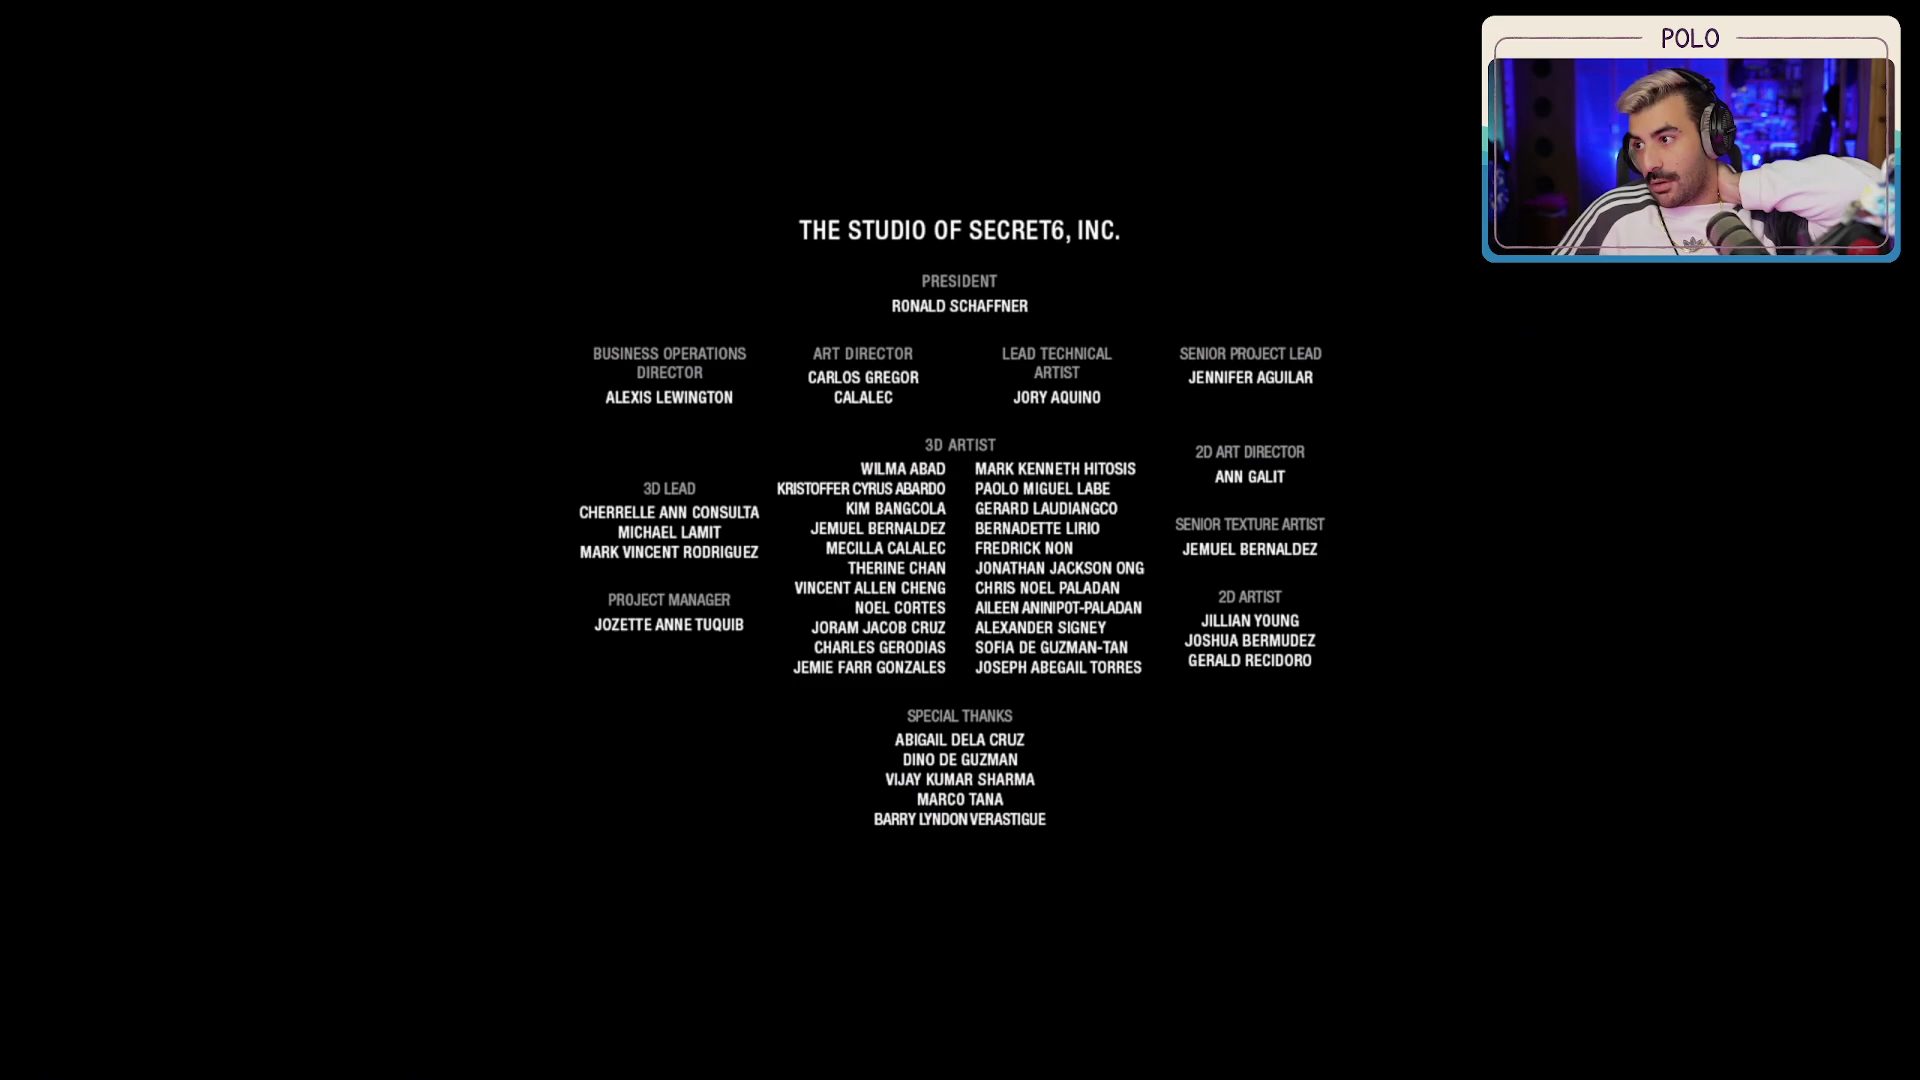 POLO
THE STUDIO OF SECRET6, INC.
PRESIDENT
RONALD SCHAFFNER
BUSINESS OPERATIONS
DIRECTOR
ALEXIS LEWINGTON
ART DIRECTOR
CARLOS GREGOR
CALALEC
LEAD TECHNICAL
ARTIST
JORY AQUINO
SENIOR PROJECT LEAD
JENNIFER AGUILAR
3D LEAD
CHERRELLE ANN CONSULTA
MICHAEL LAMIT
MARK VINCENT RODRIGUEZ
PROJECT MANAGER
JOZETTE ANNE TUQUIB
3D ARTIST
WILMA ABAD
KRISTOFFER CYRUS ABARDO
KIM BANGCOLA
JEMUEL BERNALDEZ
MECILLA CALALEC
THERINE CHAN
VINCENT ALLEN CHENG
NOEL CORTES
JORAM JACOB CRUZ
CHARLES GERODIAS
JEMIE FARR GONZALES
MARK KENNETH HITOSIS
PAOLO MIGUEL LABE
GERARD LAUDIANGCO
BERNADETTE LIRIO
FREDRICK NON
JONATHAN JACKSON ONG
CHRIS NOEL PALADAN
AILEEN ANINIPOT-PALADAN
ALEXANDER SIGNEY
SOFIA DE GUZMAN-TAN
JOSEPH ABEGAIL TORRES
2D ART DIRECTOR
ANN GALIT
SENIOR TEXTURE ARTIST
JEMUEL BERNALDEZ
2D ARTIST
JILLIAN YOUNG
JOSHUA BERMUDEZ
GERALD RECIDORO
SPECIAL THANKS
ABIGAIL DELA CRUZ
DINO DE GUZMAN
VIJAY KUMAR SHARMA
MARCO TANA
BARRY LYNDON VERASTIGUE